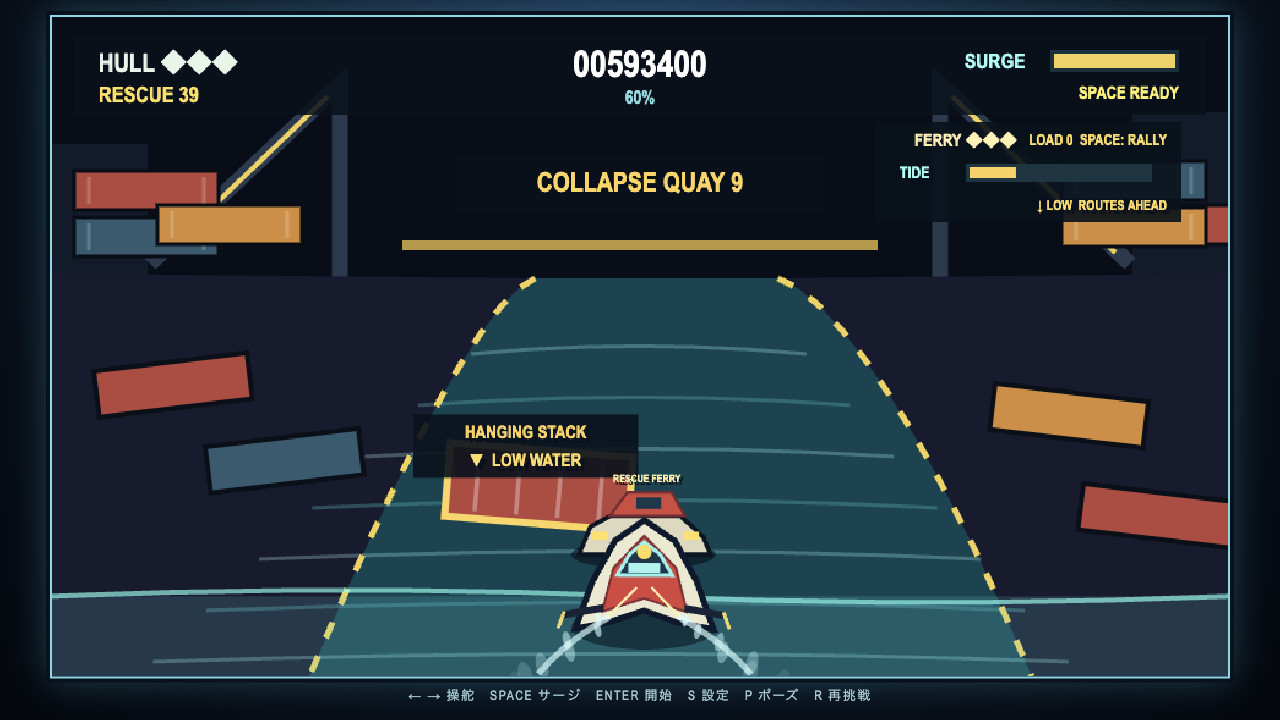 HULL
RESCUE 39
00593400
60%
SURGE
SPACE READY
FERRY LOAD 0 SPACE: RALLY
TIDE
↓ LOW ROUTES AHEAD
COLLAPSE QUAY 9
HANGING STACK
▼ LOW WATER
RESCUE FERRY
← → 操舵 SPACE サージ ENTER 開始 S 設定 P ポーズ R 再挑戦